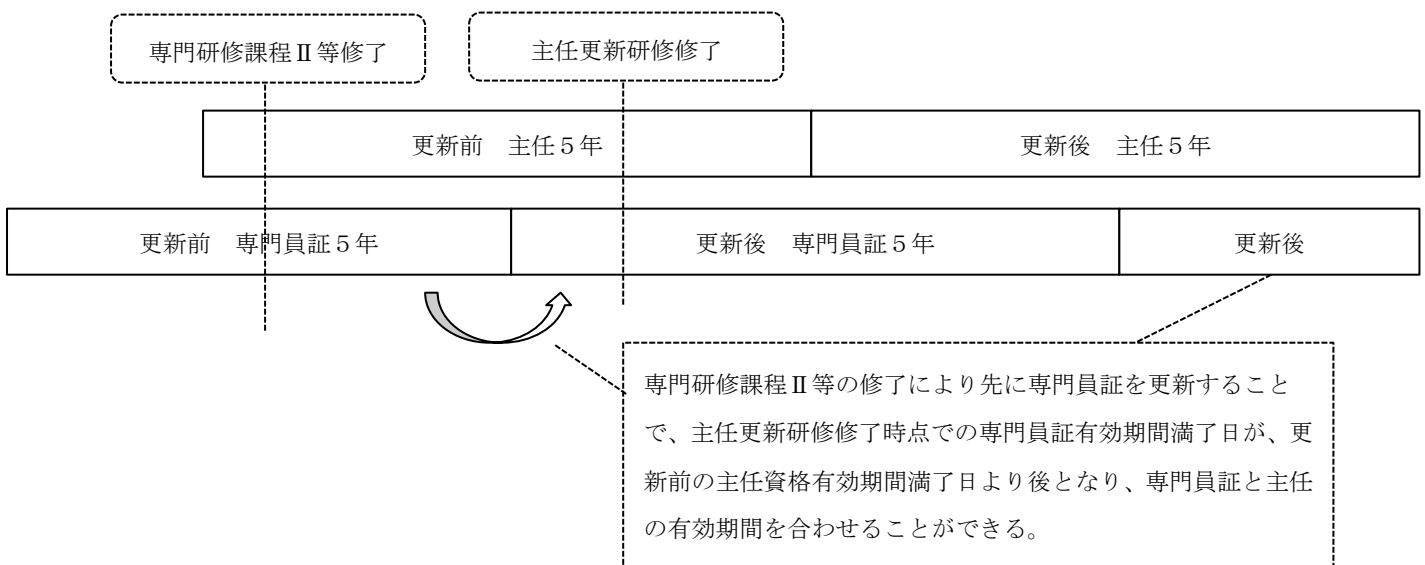 専門研修課程Ⅱ等修了
主任更新研修修了
更新前　主任５年
更新後　主任５年
更新前　専門員証５年
更新後　専門員証５年
更新後
専門研修課程Ⅱ等の修了により先に専門員証を更新すること
で、主任更新研修修了時点での専門員証有効期間満了日が、更
新前の主任資格有効期間満了日より後となり、専門員証と主任
の有効期間を合わせることができる。